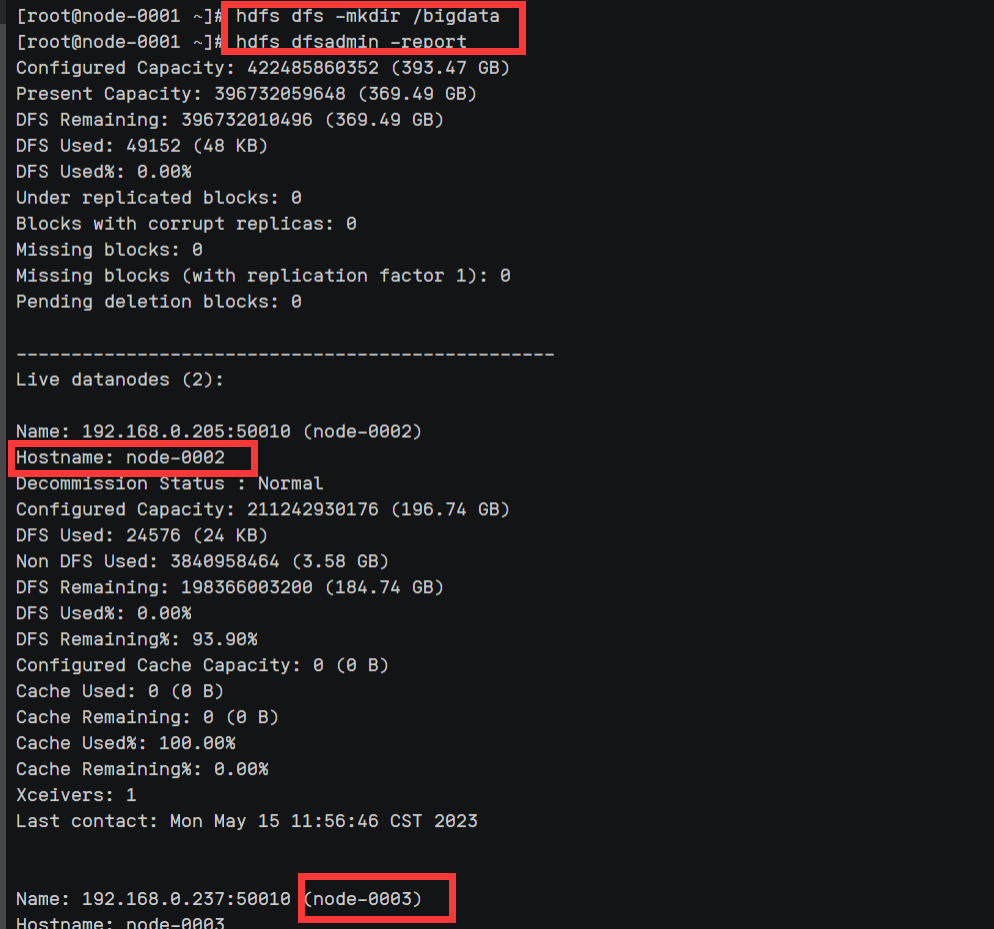 [root@node-0001 ~]# hdfs dfs -mkdir /bigdata
[root@node-0001 ~]# hdfs dfsadmin -report
Configured Capacity: 422485860352 (393.47 GB)
Present Capacity: 396732059648 (369.49 GB)
DFS Remaining: 396732010496 (369.49 GB)
DFS Used: 49152 (48 KB)
DFS Used%: 0.00%
Under replicated blocks: 0
Blocks with corrupt replicas: 0
Missing blocks: 0
Missing blocks (with replication factor 1): 0
Pending deletion blocks: 0
-------------------------------------------------
Live datanodes (2):
Name: 192.168.0.205:50010 (node-0002)
Hostname: node-0002
Decommission Status : Normal
Configured Capacity: 211242930176 (196.74 GB)
DFS Used: 24576 (24 KB)
Non DFS Used: 3840958464 (3.58 GB)
DFS Remaining: 198366003200 (184.74 GB)
DFS Used%: 0.00%
DFS Remaining%: 93.90%
Configured Cache Capacity: 0 (0 B)
Cache Used: 0 (0 B)
Cache Remaining: 0 (0 B)
Cache Used%: 100.00%
Cache Remaining%: 0.00%
Xceivers: 1
Last contact: Mon May 15 11:56:46 CST 2023
Name: 192.168.0.237:50010 (node-0003)
Hostname: node-0003